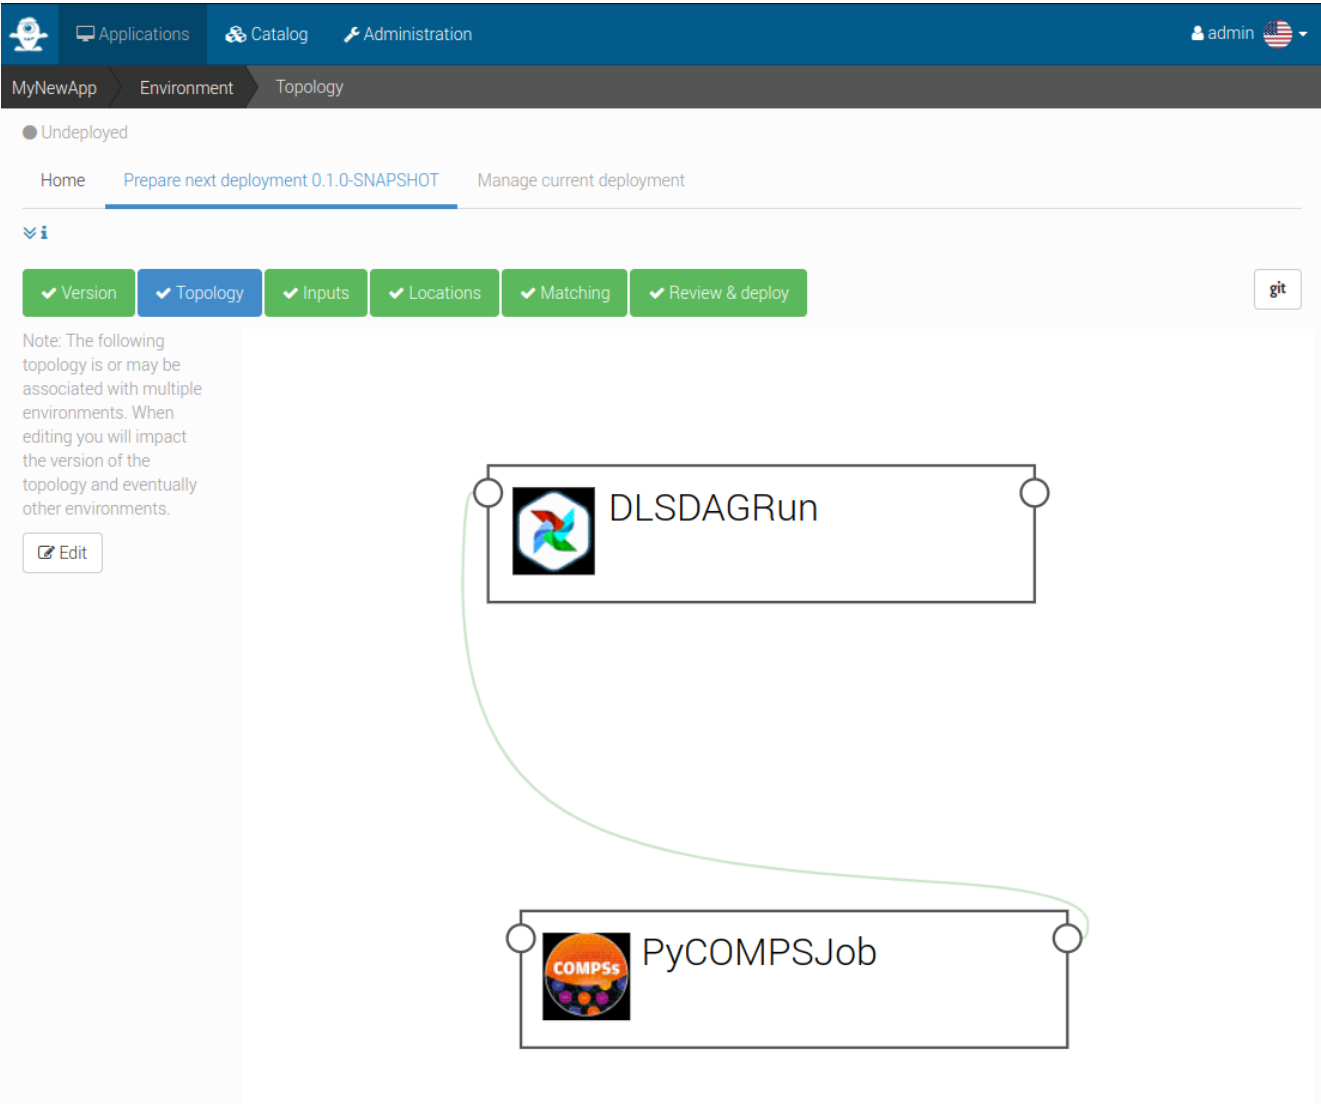 Applications Catalog Administration admin
MyNewApp Environment Topology
Undeployed
Home Prepare next deployment 0.1.0-SNAPSHOT Manage current deployment
Version Topology Inputs Locations Matching Review & deploy git
Note: The following
topology is or may be
associated with multiple
environments. When
editing you will impact
the version of the
topology and eventually
other environments.
Edit
DLSDAGRun
COMPSs
PyCOMPSJob